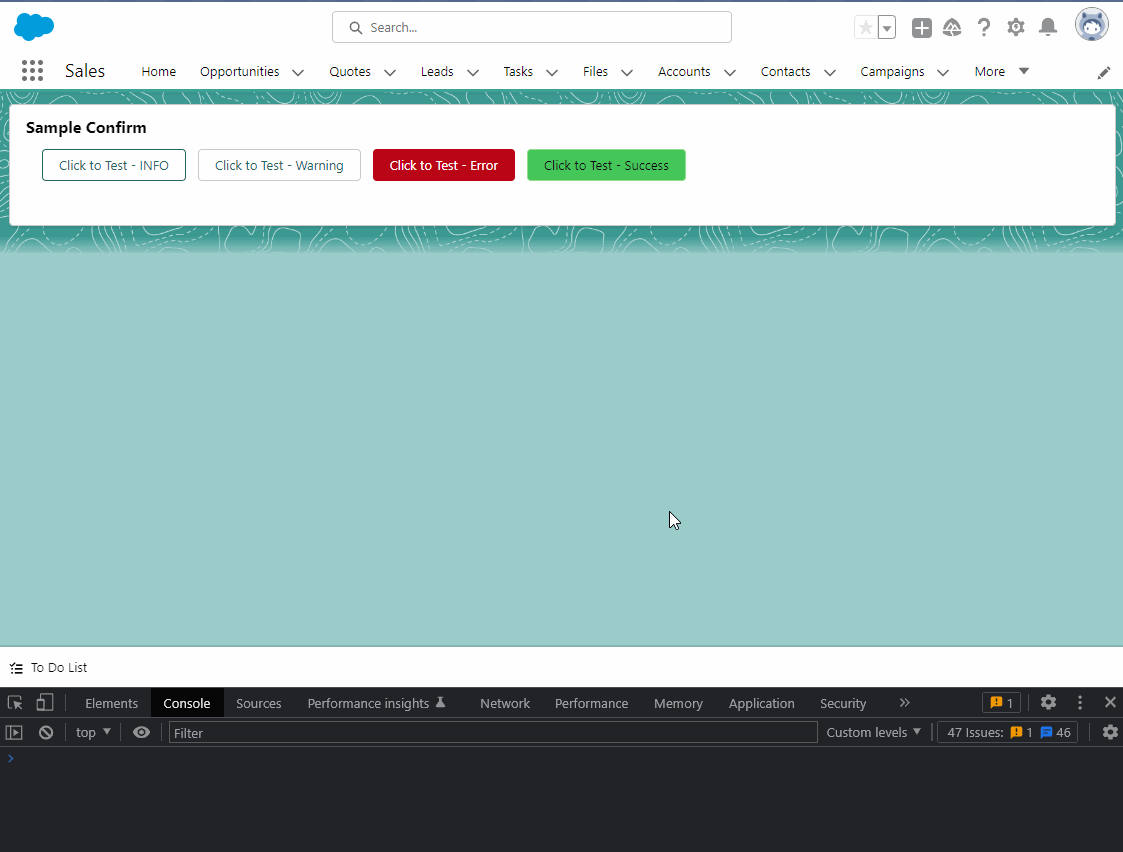 Search...
Sales Home Opportunities Quotes Leads Tasks Files Accounts Contacts Campaigns More
Sample Confirm
Click to Test - INFO Click to Test - Warning Click to Test - Error Click to Test - Success
To Do List
Elements Console Sources Performance insights Network Performance Memory Application Security 1
top Filter Custom levels 47 Issues: 1 46